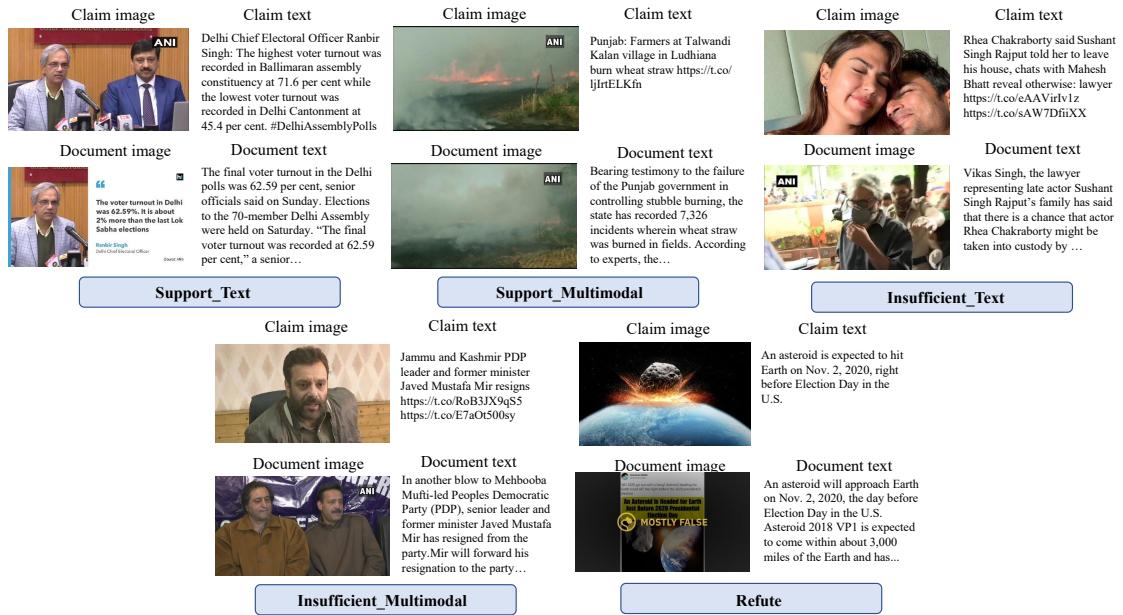 Claim image
Claim text
ANI
Delhi Chief Electoral Officer Ranbir
Singh: The highest voter turnout was
recorded in Ballimaran assembly
constituency at 71.6 per cent while
the lowest voter turnout was
recorded in Delhi Cantonment at
45.4 per cent. #DelhiAssemblyPolls
Document image
Document text
hi
“
The voter turnout in Delhi
was 62.59%. It is about
2% more than the last Lok
Sabha elections
Ranbir Singh
Delhi Chief Electoral Officer
The final voter turnout in the Delhi
polls was 62.59 per cent, senior
officials said on Sunday. Elections
to the 70-member Delhi Assembly
were held on Saturday. “The final
voter turnout was recorded at 62.59
per cent,” a senior…
Support_Text
Claim image
Claim text
ANI
Punjab: Farmers at Talwandi
Kalan village in Ludhiana
burn wheat straw https://t.co/
ljIrtELKfn
Document image
Document text
ANI
Bearing testimony to the failure
of the Punjab government in
controlling stubble burning, the
state has recorded 7,326
incidents wherein wheat straw
was burned in fields. According
to experts, the…
Support_Multimodal
Claim image
Claim text
Rhea Chakraborty said Sushant
Singh Rajput told her to leave
his house, chats with Mahesh
Bhatt reveal otherwise: lawyer
https://t.co/eAAVirIv1z
https://t.co/sAW7DfiiXX
Document image
Document text
ANI
Vikas Singh, the lawyer
representing late actor Sushant
Singh Rajput’s family has said
that there is a chance that actor
Rhea Chakraborty might be
taken into custody by …
Insufficient_Text
Claim image
Claim text
Jammu and Kashmir PDP
leader and former minister
Javed Mustafa Mir resigns
https://t.co/RoB3JX9qS5
https://t.co/E7aOt500sy
Document image
Document text
ANI
In another blow to Mehbooba
Mufti-led Peoples Democratic
Party (PDP), senior leader and
former minister Javed Mustafa
Mir has resigned from the
party.Mir will forward his
resignation to the party…
Insufficient_Multimodal
Claim image
Claim text
An asteroid is expected to hit
Earth on Nov. 2, 2020, right
before Election Day in the
U.S.
Document image
Document text
An Asteroid is Headed for Earth
Just Before 2020 Presidential
Election Day
MOSTLY FALSE
An asteroid will approach Earth
on Nov. 2, 2020, the day before
Election Day in the U.S.
Asteroid 2018 VP1 is expected
to come within about 3,000
miles of the Earth and has...
Refute